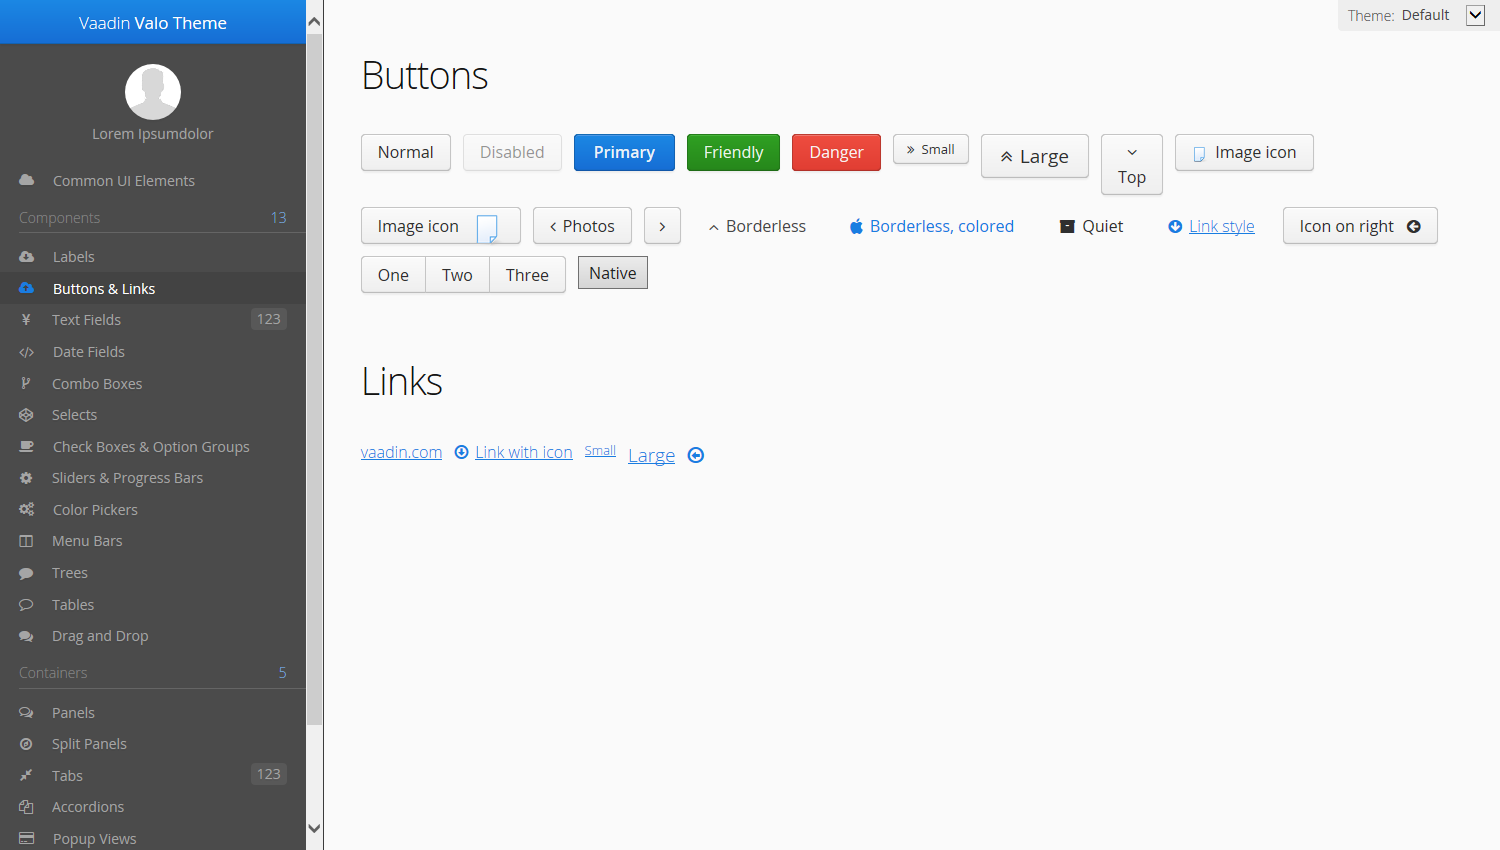 Vaadin Valo Theme
Lorem Ipsumdolor
Common UI Elements
Components 13
Labels
Buttons & Links
Text Fields 123
Date Fields
Combo Boxes
Selects
Check Boxes & Option Groups
Sliders & Progress Bars
Color Pickers
Menu Bars
Trees
Tables
Drag and Drop
Containers 5
Panels
Split Panels
Tabs 123
Accordions
Popup Views
Theme: Default
Buttons
Normal Disabled Primary Friendly Danger Small Large Top Image icon
Image icon Photos Borderless Borderless, colored Quiet Link style Icon on right
One Two Three Native
Links
vaadin.com Link with icon Small Large